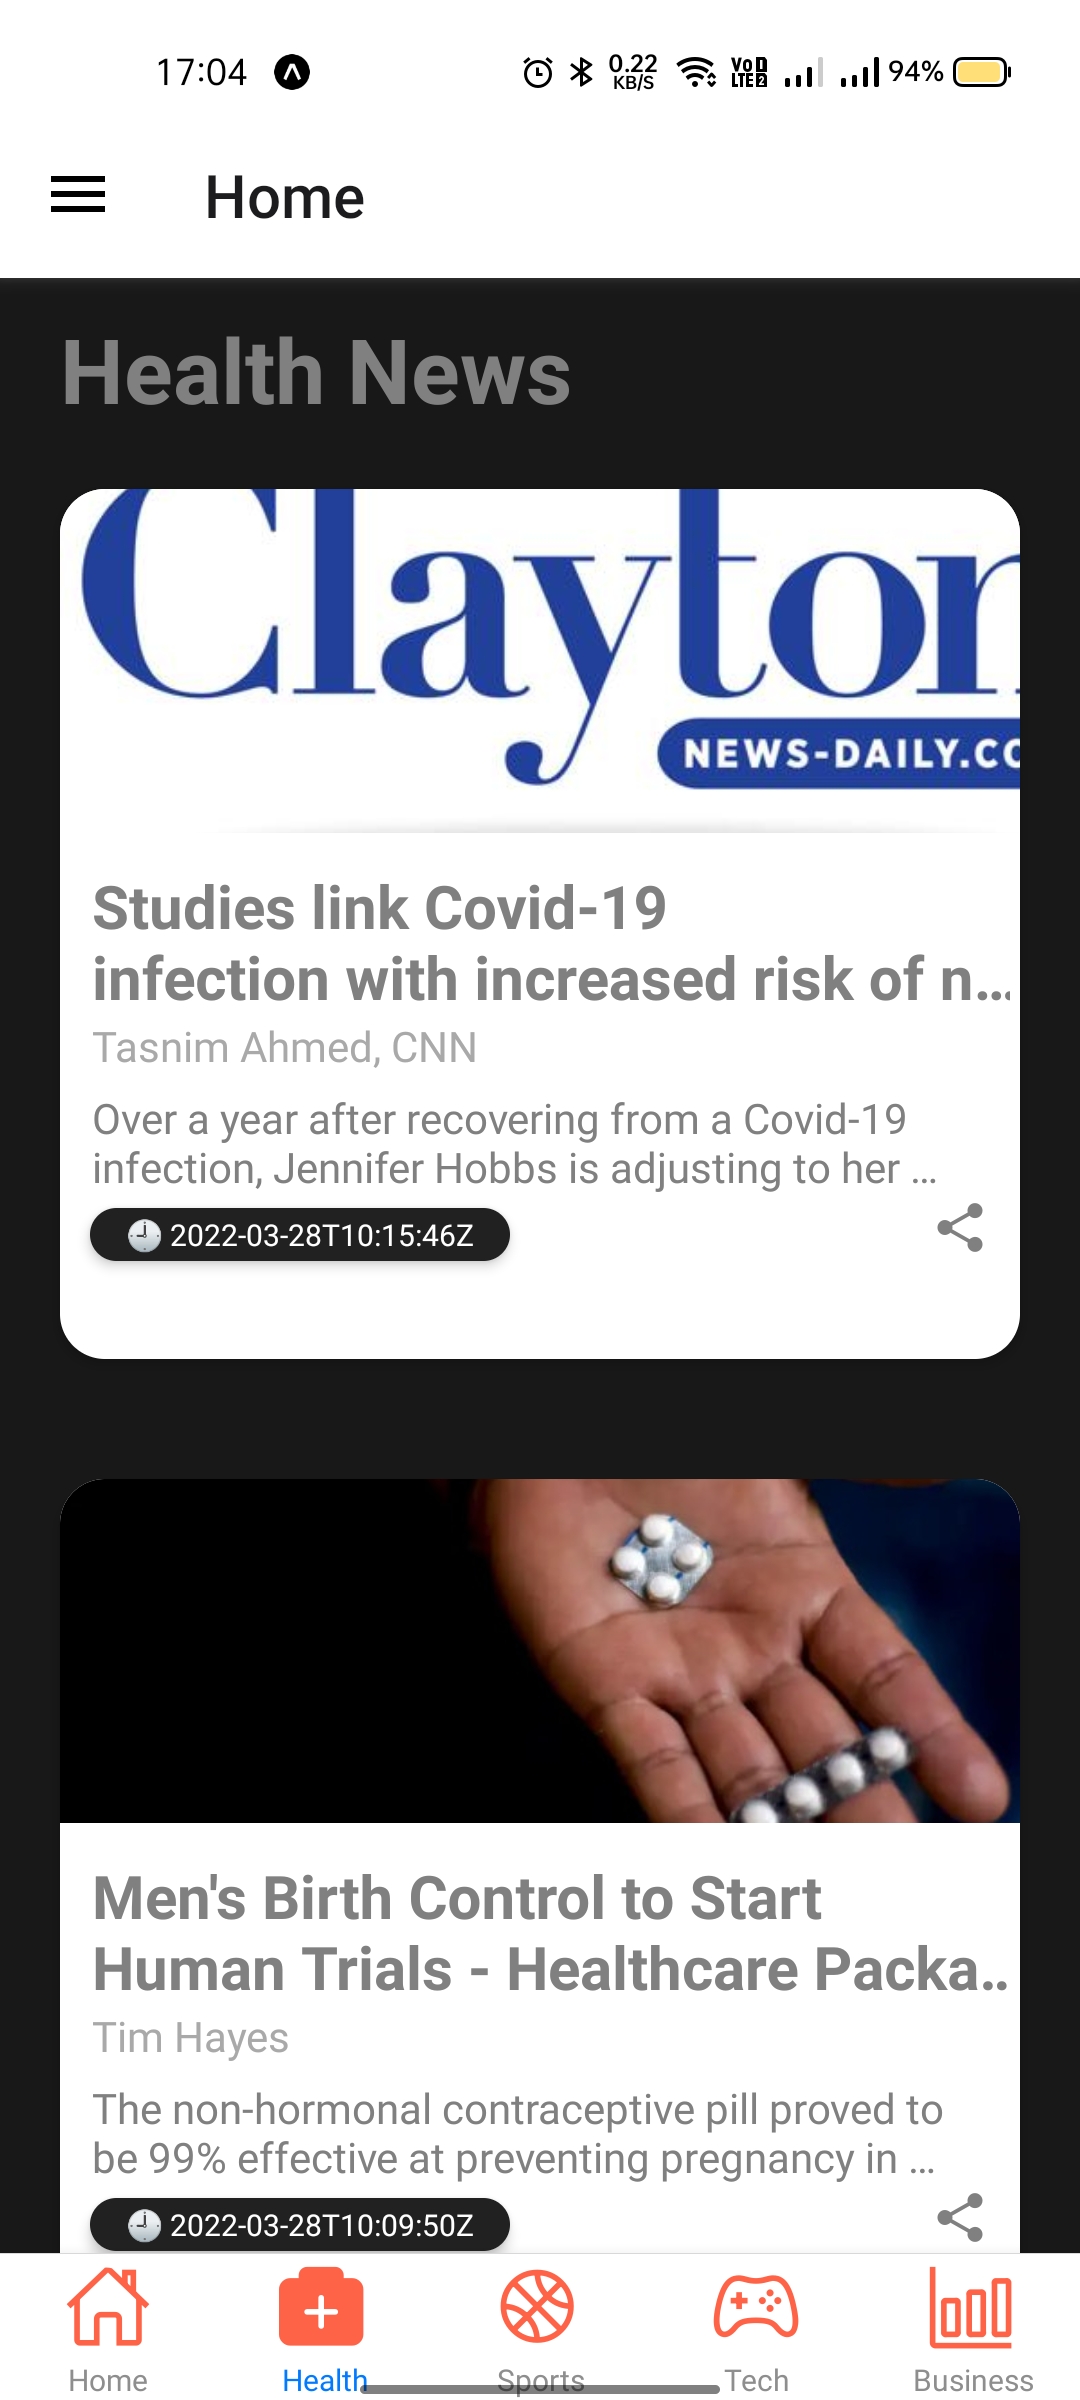 17:04
0.22 KB/S
VoD LTE 2
94%
Home
Health News
Clayton
NEWS-DAILY.CO
Studies link Covid-19
infection with increased risk of n...
Tasnim Ahmed, CNN
Over a year after recovering from a Covid-19
infection, Jennifer Hobbs is adjusting to her ...
2022-03-28T10:15:46Z
Men's Birth Control to Start
Human Trials - Healthcare Packa..
Tim Hayes
The non-hormonal contraceptive pill proved to
be 99% effective at preventing pregnancy in ...
2022-03-28T10:09:50Z
Home Health Sports Tech Business